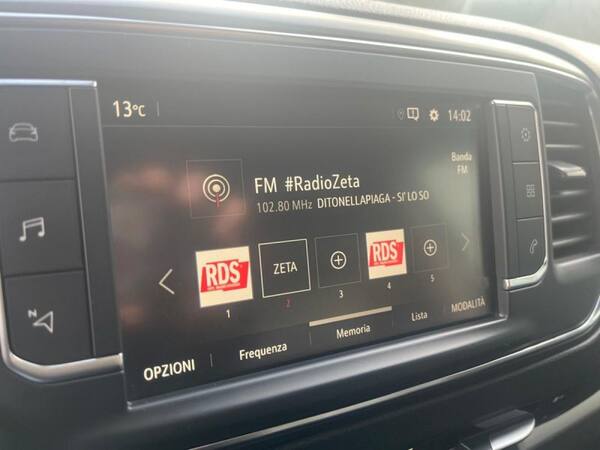 13°C
14:02
Banda
FM
FM #RadioZeta
102.80 MHz DITONELLAPIAGA - SI' LO SO
RDS ZETA RDS
1 2 3 4 5
OPZIONI Frequenza Memoria Lista MODALITÀ
N